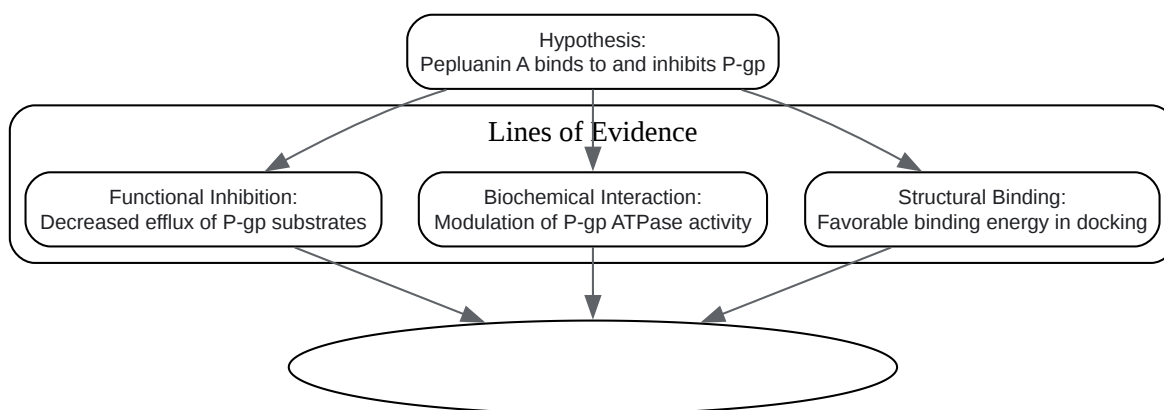 Hypothesis:
Pepluanin A binds to and inhibits P-gp
Lines of Evidence
Functional Inhibition:
Decreased efflux of P-gp substrates
Biochemical Interaction:
Modulation of P-gp ATPase activity
Structural Binding:
Favorable binding energy in docking